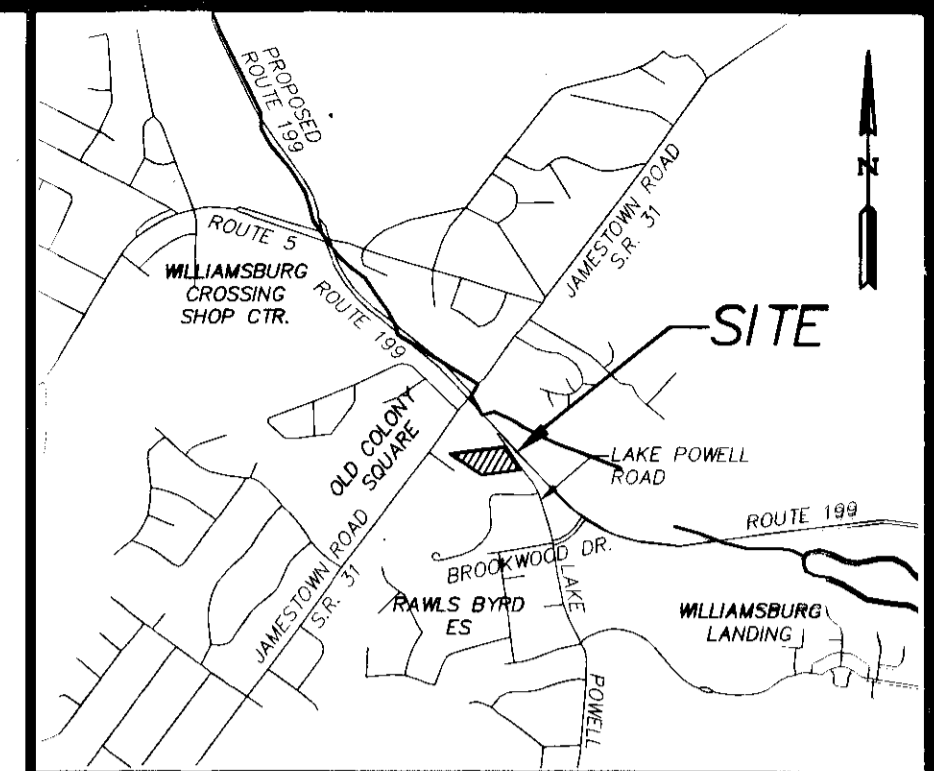 PROPOSED
ROUTE 199
ROUTE 5
WILLIAMSBURG
CROSSING
SHOP CTR.
ROUTE 199
JAMESTOWN ROAD
S.R. 31
N
SITE
OLD COLONY
SQUARE
LAKE POWELL
ROAD
ROUTE 199
JAMESTOWN ROAD
S.R. 31
BROOKWOOD DR.
LAKE
POWELL
RAWLS BYRD
ES
WILLIAMSBURG
LANDING